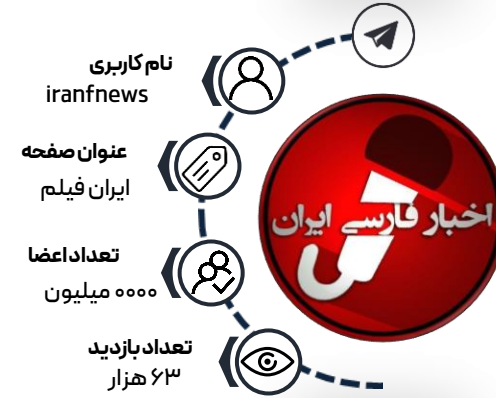 نام کاربری
iranfnews
عنوان صفحه
ایران فیلم
تعداد اعضا
۰۰۰۰ میلیون
تعداد بازدید
۶۳ هزار
اخبار فارسی ایران